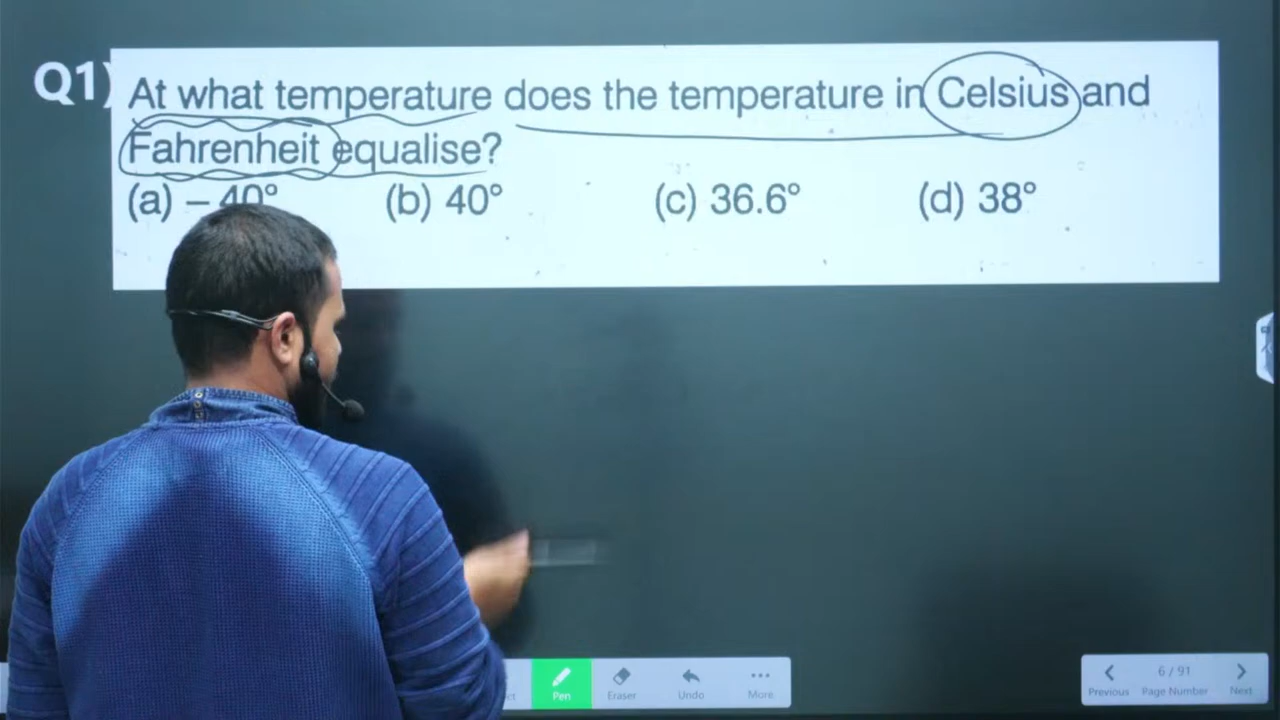 Q1) At what temperature does the temperature in Celsius and
Fahrenheit equalise?
(a) – 40° (b) 40° (c) 36.6° (d) 38°
Pen Eraser Undo More
6 / 91
Previous Page Number Next